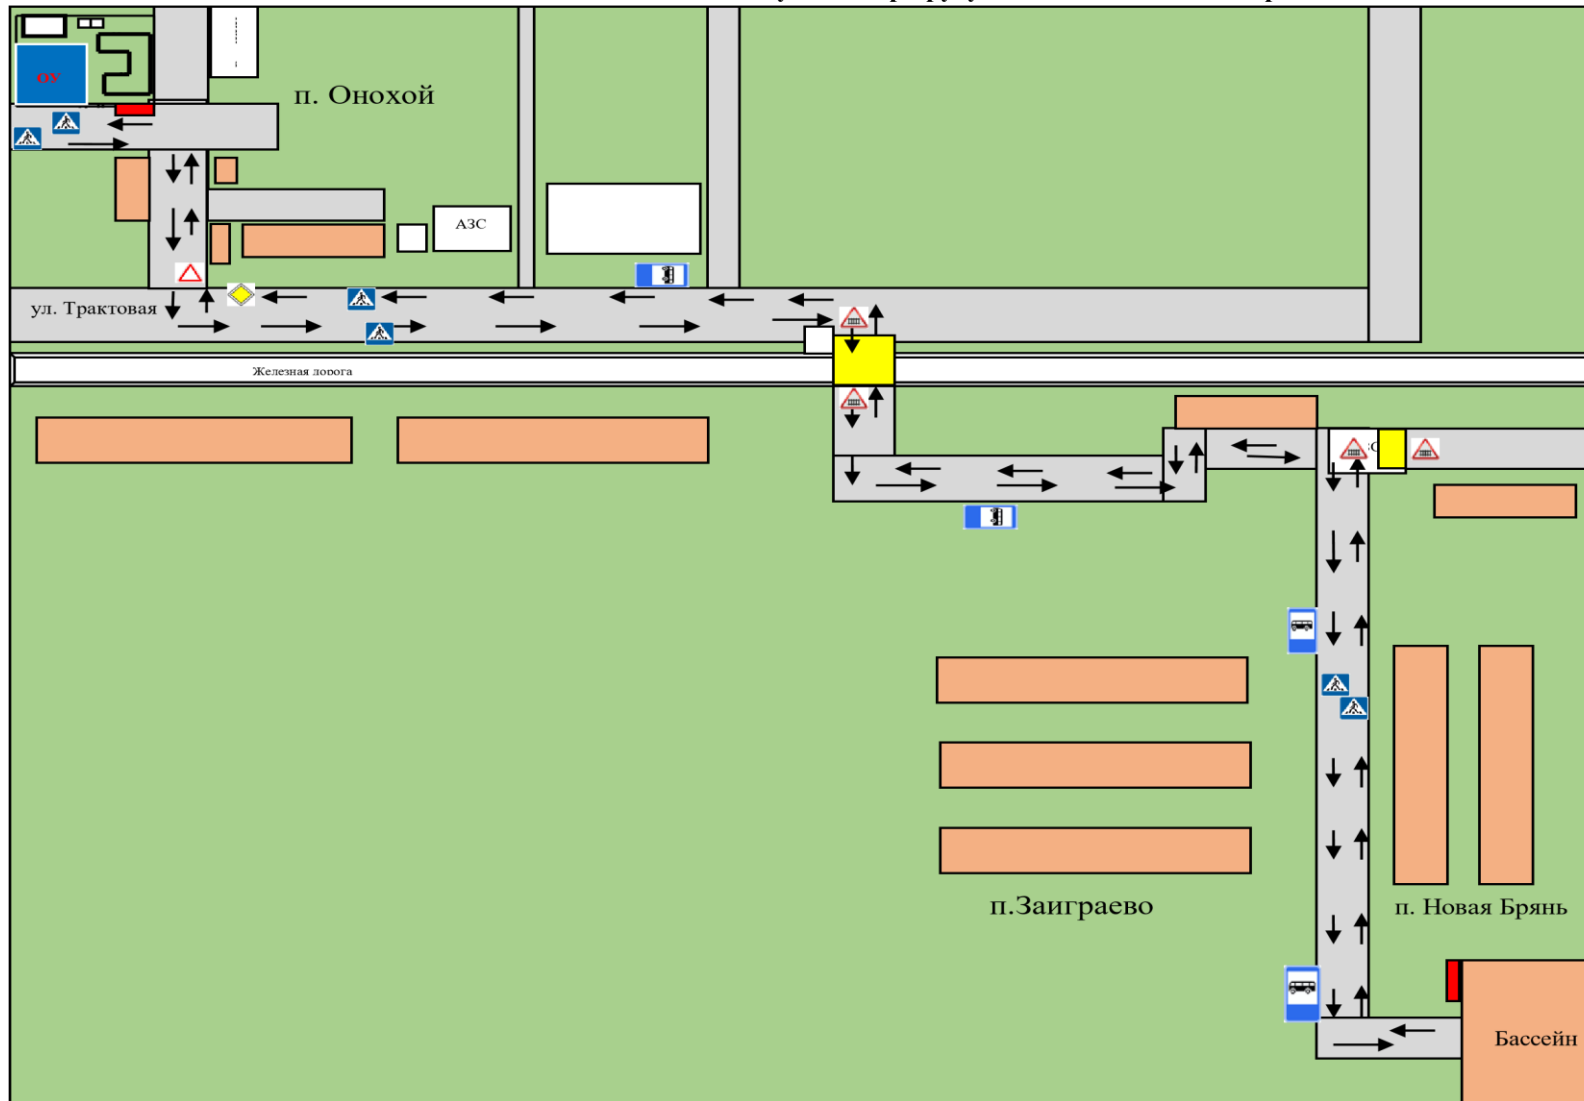 ОУ
п. Онохой
АЗС
ул. Трактовая
Железная дорога
п.Заиграево
п. Новая Брянь
Бассейн